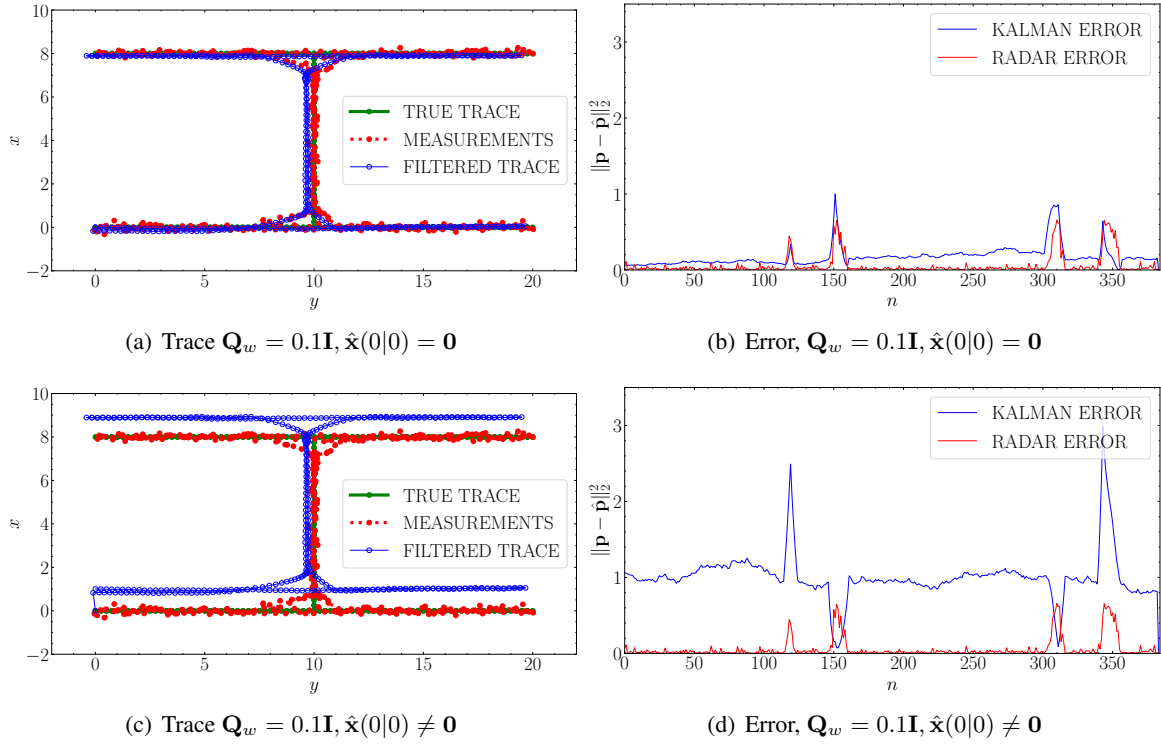 10
8
6
4
2
0
−2
x
0
5
10
15
20
y
TRUE TRACE
MEASUREMENTS
FILTERED TRACE
(a) Trace Q_w = 0.1I, x̂(0|0) = 0
3
2
1
0
‖p − p̂‖₂²
0
50
100
150
200
250
300
350
n
KALMAN ERROR
RADAR ERROR
(b) Error, Q_w = 0.1I, x̂(0|0) = 0
10
8
6
4
2
0
−2
x
0
5
10
15
20
y
TRUE TRACE
MEASUREMENTS
FILTERED TRACE
(c) Trace Q_w = 0.1I, x̂(0|0) ≠ 0
3
2
1
0
‖p − p̂‖₂²
0
50
100
150
200
250
300
350
n
KALMAN ERROR
RADAR ERROR
(d) Error, Q_w = 0.1I, x̂(0|0) ≠ 0